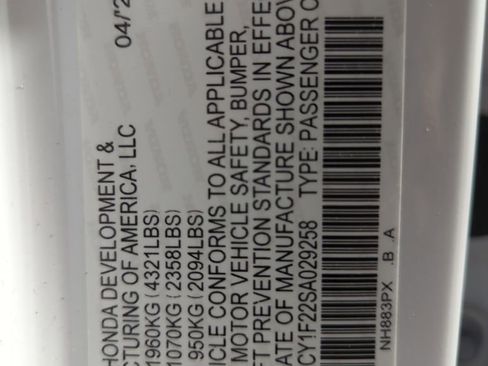 04/2
HONDA DEVELOPMENT &
CTURING OF AMERICA, LLC
1960KG (4321LBS)
1070KG (2358LBS)
950KG (2094LBS)
ICLE CONFORMS TO ALL APPLICABLE
MOTOR VEHICLE SAFETY, BUMPER,
FT PREVENTION STANDARDS IN EFFE
ATE OF MANUFACTURE SHOWN ABOV
CY1F22SA029258 TYPE: PASSENGER C
NH883PX .B .A